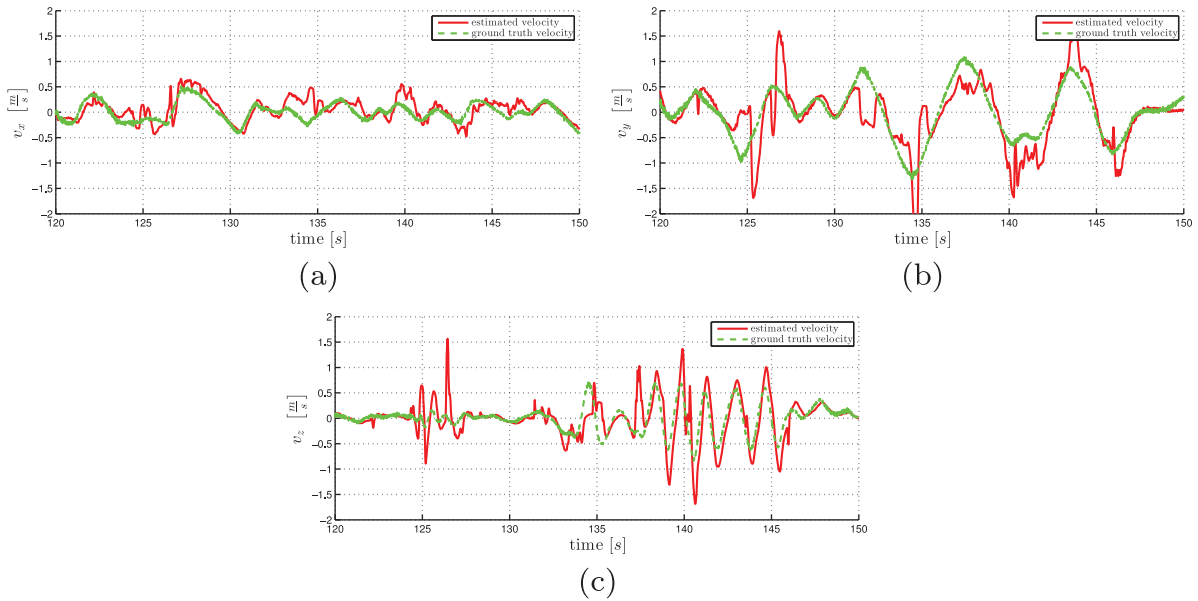 2
1.5
1
0.5
0
−0.5
−1
−1.5
−2
v_x [m/s]
120 125 130 135 140 145 150
time [s]
estimated velocity
ground truth velocity
(a)
2
1.5
1
0.5
0
−0.5
−1
−1.5
−2
v_y [m/s]
120 125 130 135 140 145 150
time [s]
estimated velocity
ground truth velocity
(b)
2
1.5
1
0.5
0
−0.5
−1
−1.5
−2
v_z [m/s]
120 125 130 135 140 145 150
time [s]
estimated velocity
ground truth velocity
(c)